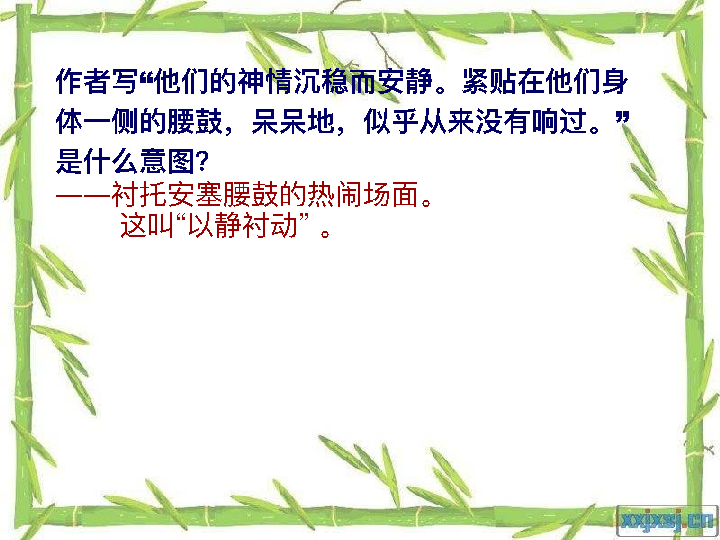 作者写“他们的神情沉稳而安静。紧贴在他们身
体一侧的腰鼓，呆呆地，似乎从来没有响过。”
是什么意图?
——衬托安塞腰鼓的热闹场面。
这叫“以静衬动” 。
xxjxsj.cn